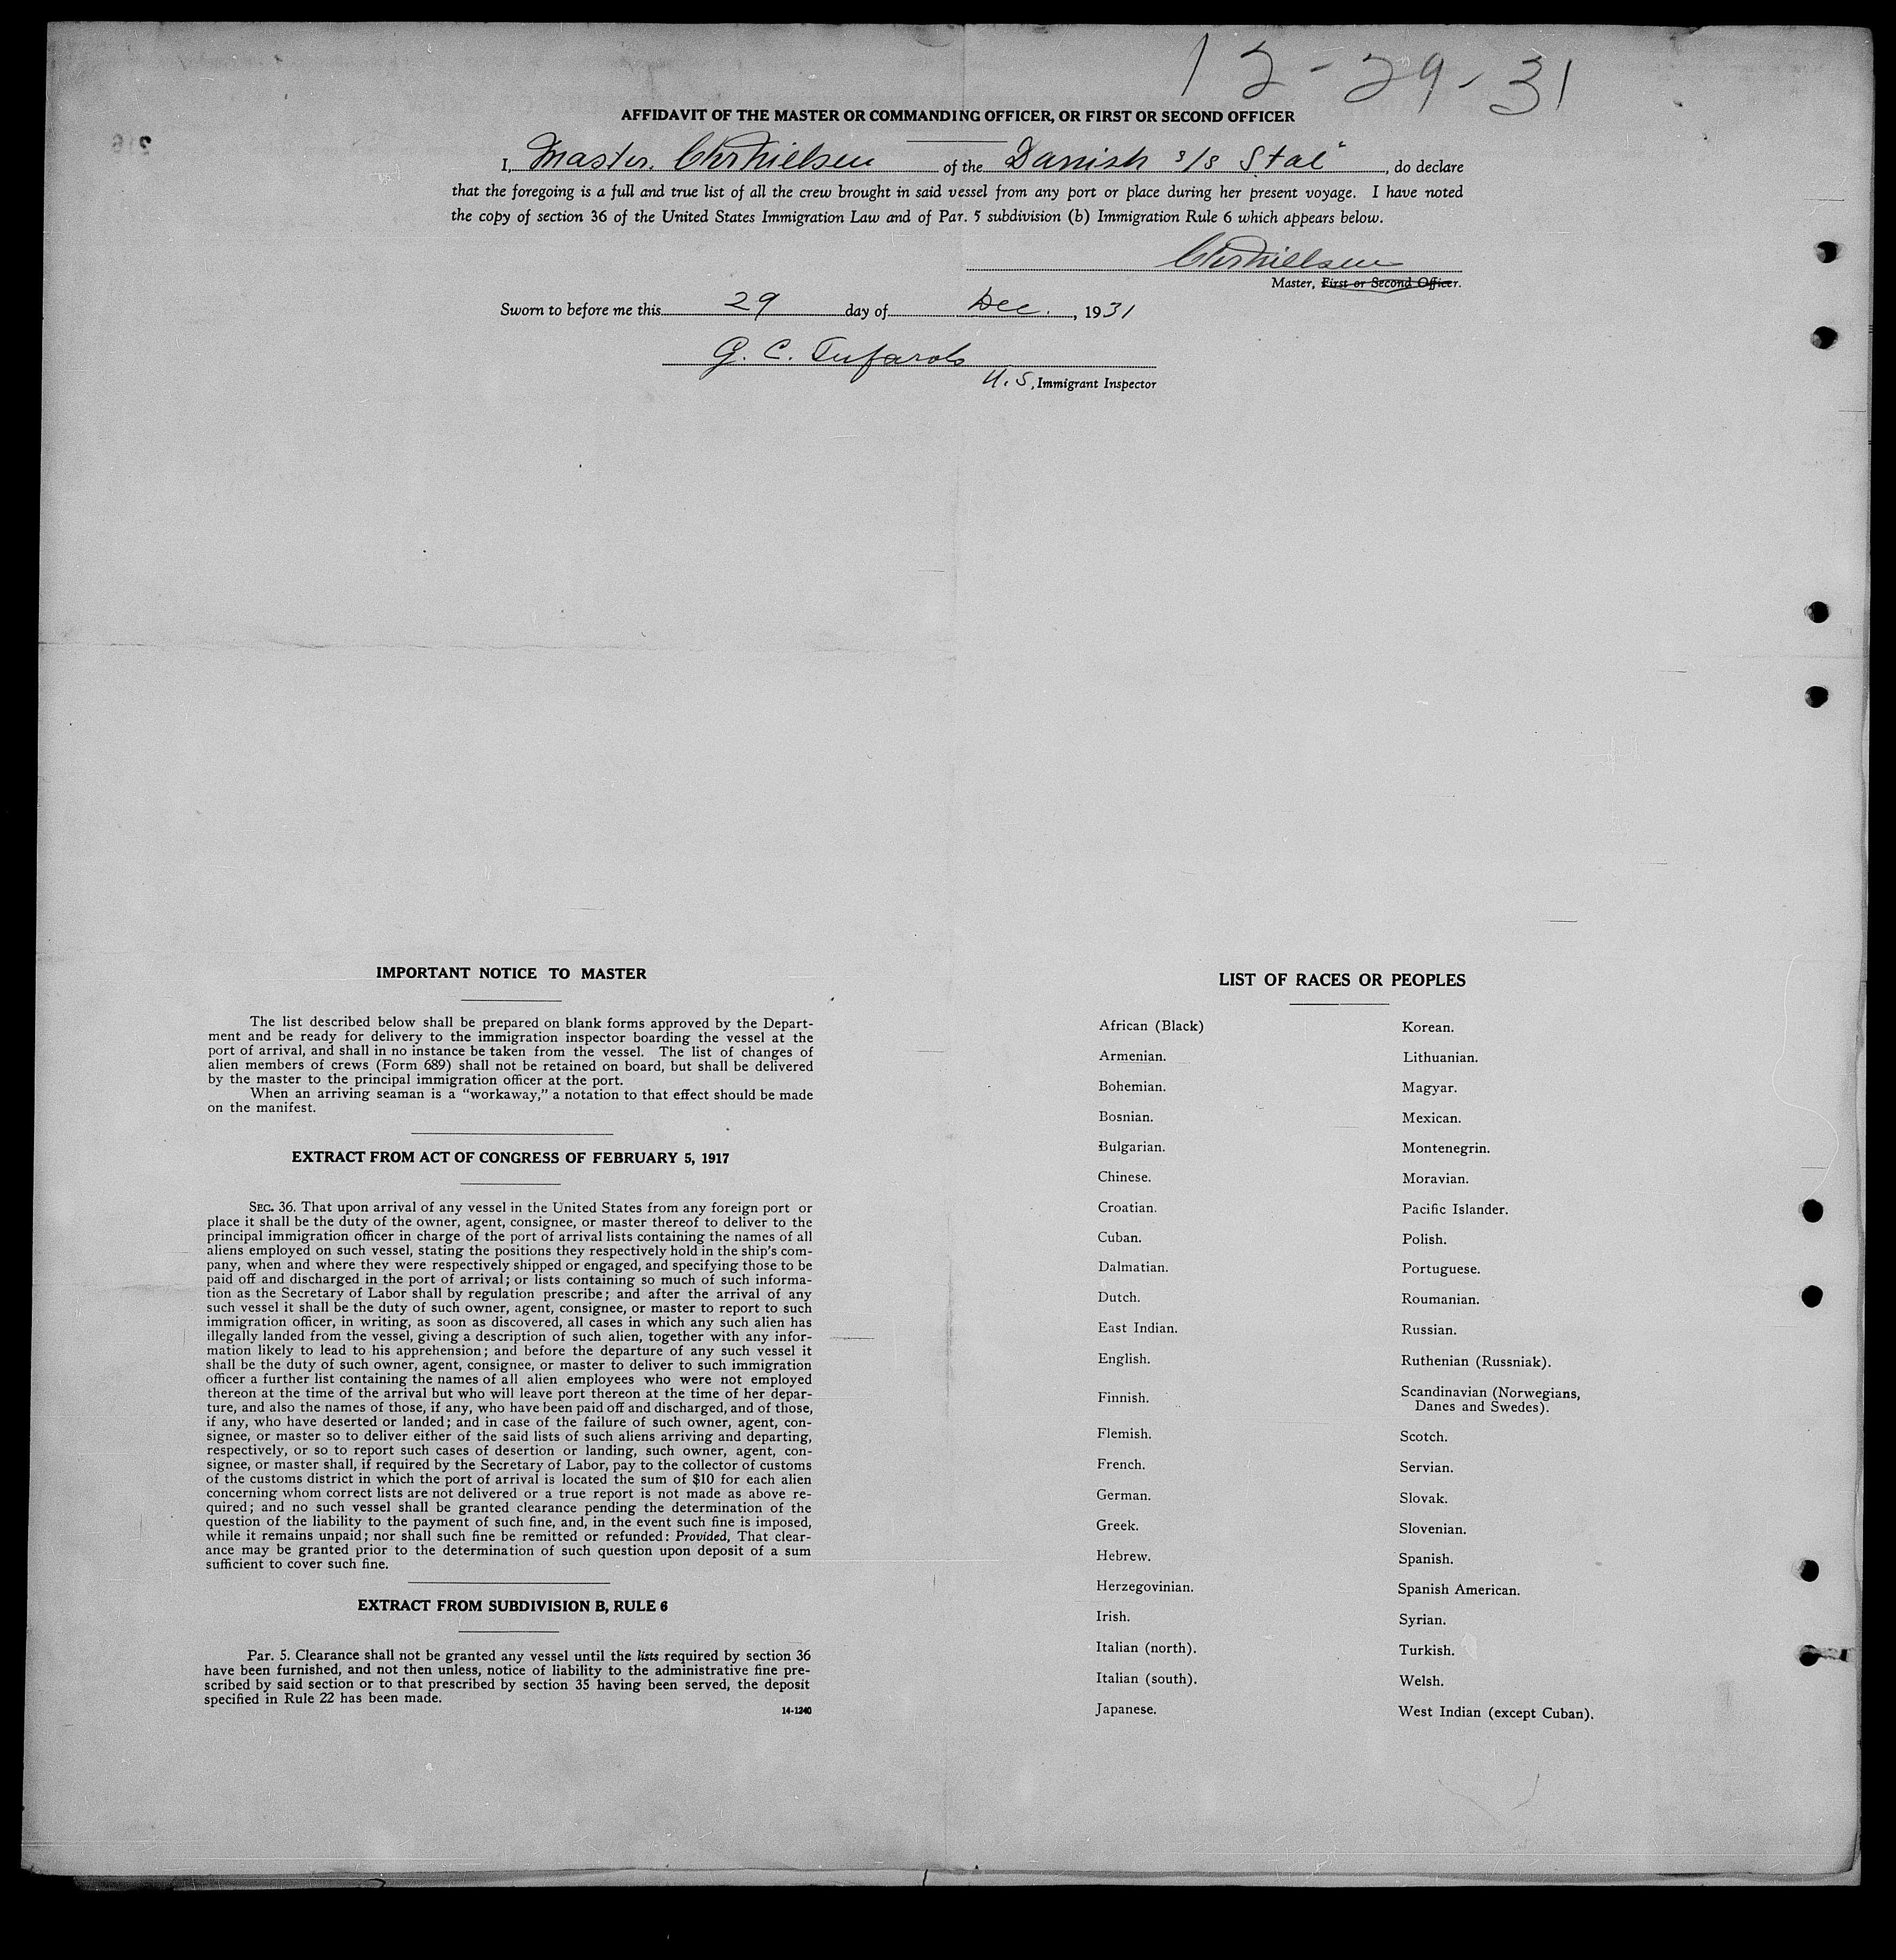 12-29-31
AFFIDAVIT OF THE MASTER OR COMMANDING OFFICER, OR FIRST OR SECOND OFFICER
I, Master. Chr Nielsen of the Danish s/s Stal", do declare
that the foregoing is a full and true list of all the crew brought in said vessel from any port or place during her present voyage. I have noted
the copy of section 36 of the United States Immigration Law and of Par. 5 subdivision (b) Immigration Rule 6 which appears below.
Chr Nielsen
Master, First or Second Officer.
Sworn to before me this 29 day of Dec., 1931
G. C.
U. S. Immigrant Inspector
IMPORTANT NOTICE TO MASTER
The list described below shall be prepared on blank forms approved by the Depart-
ment and be ready for delivery to the immigration inspector boarding the vessel at the
port of arrival, and shall in no instance be taken from the vessel. The list of changes of
alien members of crews (Form 689) shall not be retained on board, but shall be delivered
by the master to the principal immigration officer at the port.
When an arriving seaman is a “workaway,” a notation to that effect should be made
on the manifest.
EXTRACT FROM ACT OF CONGRESS OF FEBRUARY 5, 1917
SEC. 36. That upon arrival of any vessel in the United States from any foreign port or
place it shall be the duty of the owner, agent, consignee, or master thereof to deliver to the
principal immigration officer in charge of the port of arrival lists containing the names of all
aliens employed on such vessel, stating the positions they respectively hold in the ship's com-
pany, when and where they were respectively shipped or engaged, and specifying those to be
paid off and discharged in the port of arrival; or lists containing so much of such informa-
tion as the Secretary of Labor shall by regulation prescribe; and after the arrival of any
such vessel it shall be the duty of such owner, agent, consignee, or master to report to such
immigration officer, in writing, as soon as discovered, all cases in which any such alien has
illegally landed from the vessel, giving a description of such alien, together with any infor-
mation likely to lead to his apprehension; and before the departure of any such vessel it
shall be the duty of such owner, agent, consignee, or master to deliver to such immigration
officer a further list containing the names of all alien employees who were not employed
thereon at the time of the arrival but who will leave port thereon at the time of her depar-
ture, and also the names of those, if any, who have been paid off and discharged, and of those,
if any, who have deserted or landed; and in case of the failure of such owner, agent, con-
signee, or master so to deliver either of the said lists of such aliens arriving and departing,
respectively, or so to report such cases of desertion or landing, such owner, agent, con-
signee, or master shall, if required by the Secretary of Labor, pay to the collector of customs
of the customs district in which the port of arrival is located the sum of $10 for each alien
concerning whom correct lists are not delivered or a true report is not made as above re-
quired; and no such vessel shall be granted clearance pending the determination of the
question of the liability to the payment of such fine, and, in the event such fine is imposed,
while it remains unpaid; nor shall such fine be remitted or refunded: Provided, That clear-
ance may be granted prior to the determination of such question upon deposit of a sum
sufficient to cover such fine.
EXTRACT FROM SUBDIVISION B, RULE 6
Par. 5. Clearance shall not be granted any vessel until the lists required by section 36
have been furnished, and not then unless, notice of liability to the administrative fine pre-
scribed by said section or to that prescribed by section 35 having been served, the deposit
specified in Rule 22 has been made.
14-1240
LIST OF RACES OR PEOPLES
African (Black)
Armenian.
Bohemian.
Bosnian.
Bulgarian.
Chinese.
Croatian.
Cuban.
Dalmatian.
Dutch.
East Indian.
English.
Finnish.
Flemish.
French.
German.
Greek.
Hebrew.
Herzegovinian.
Irish.
Italian (north).
Italian (south).
Japanese.
Korean.
Lithuanian.
Magyar.
Mexican.
Montenegrin.
Moravian.
Pacific Islander.
Polish.
Portuguese.
Roumanian.
Russian.
Ruthenian (Russniak).
Scandinavian (Norwegians,
Danes and Swedes).
Scotch.
Servian.
Slovak.
Slovenian.
Spanish.
Spanish American.
Syrian.
Turkish.
Welsh.
West Indian (except Cuban).